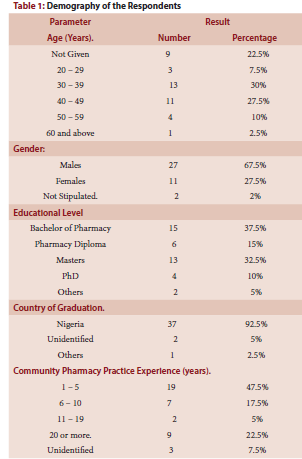 Table 1: Demography of the Respondents
Parameter Result
Age (Years). Number Percentage
Not Given 9 22.5%
20 – 29 3 7.5%
30 – 39 13 30%
40 – 49 11 27.5%
50 – 59 4 10%
60 and above 1 2.5%
Gender:
Males 27 67.5%
Females 11 27.5%
Not Stipulated. 2 2%
Educational Level
Bachelor of Pharmacy 15 37.5%
Pharmacy Diploma 6 15%
Masters 13 32.5%
PhD 4 10%
Others 2 5%
Country of Graduation.
Nigeria 37 92.5%
Unidentified 2 5%
Others 1 2.5%
Community Pharmacy Practice Experience (years).
1 – 5 19 47.5%
6 – 10 7 17.5%
11 – 19 2 5%
20 or more. 9 22.5%
Unidentified 3 7.5%